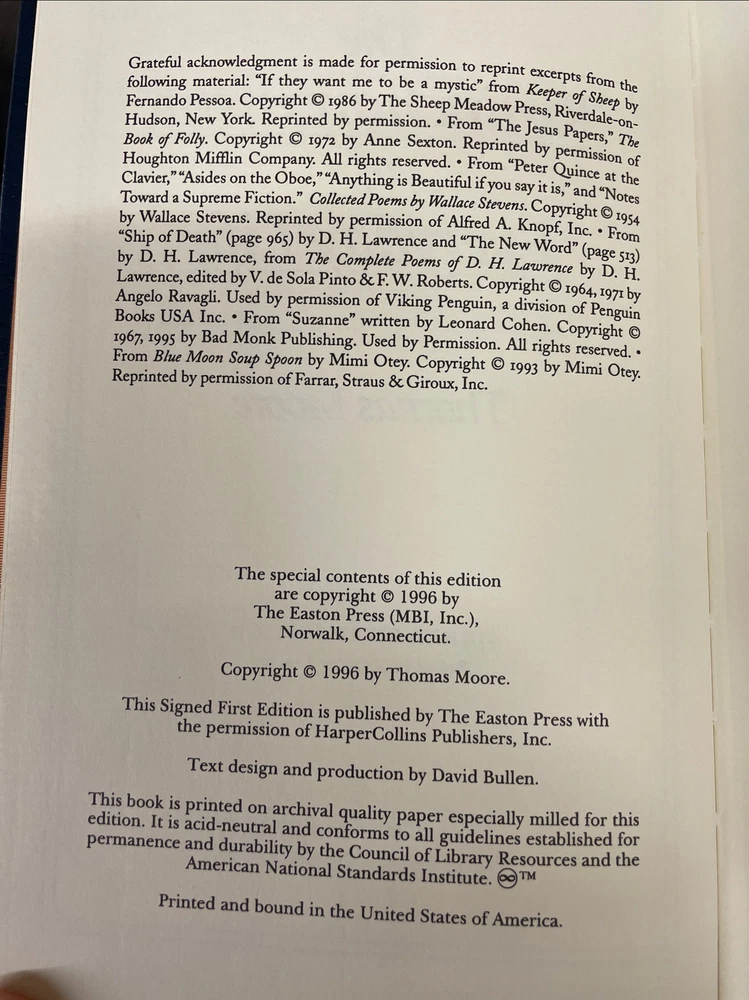 Grateful acknowledgment is made for permission to reprint excerpts from the
following material: “If they want me to be a mystic” from Keeper of Sheep by
Fernando Pessoa. Copyright © 1986 by The Sheep Meadow Press, Riverdale-on-
Hudson, New York. Reprinted by permission. • From “The Jesus Papers,” The
Book of Folly. Copyright © 1972 by Anne Sexton. Reprinted by permission of
Houghton Mifflin Company. All rights reserved. • From “Peter Quince at the
Clavier,” “Asides on the Oboe,” “Anything is Beautiful if you say it is,” and “Notes
Toward a Supreme Fiction.” Collected Poems by Wallace Stevens. Copyright © 1954
by Wallace Stevens. Reprinted by permission of Alfred A. Knopf, Inc. • From
“Ship of Death” (page 965) by D. H. Lawrence and “The New Word” (page 513)
by D. H. Lawrence, from The Complete Poems of D. H. Lawrence by D. H.
Lawrence, edited by V. de Sola Pinto & F. W. Roberts. Copyright © 1964, 1971 by
Angelo Ravagli. Used by permission of Viking Penguin, a division of Penguin
Books USA Inc. • From “Suzanne” written by Leonard Cohen. Copyright ©
1967, 1995 by Bad Monk Publishing. Used by Permission. All rights reserved. •
From Blue Moon Soup Spoon by Mimi Otey. Copyright © 1993 by Mimi Otey.
Reprinted by permission of Farrar, Straus & Giroux, Inc.
The special contents of this edition
are copyright © 1996 by
The Easton Press (MBI, Inc.),
Norwalk, Connecticut.
Copyright © 1996 by Thomas Moore.
This Signed First Edition is published by The Easton Press with
the permission of HarperCollins Publishers, Inc.
Text design and production by David Bullen.
This book is printed on archival quality paper especially milled for this
edition. It is acid-neutral and conforms to all guidelines established for
permanence and durability by the Council of Library Resources and the
American National Standards Institute. ♾™
Printed and bound in the United States of America.